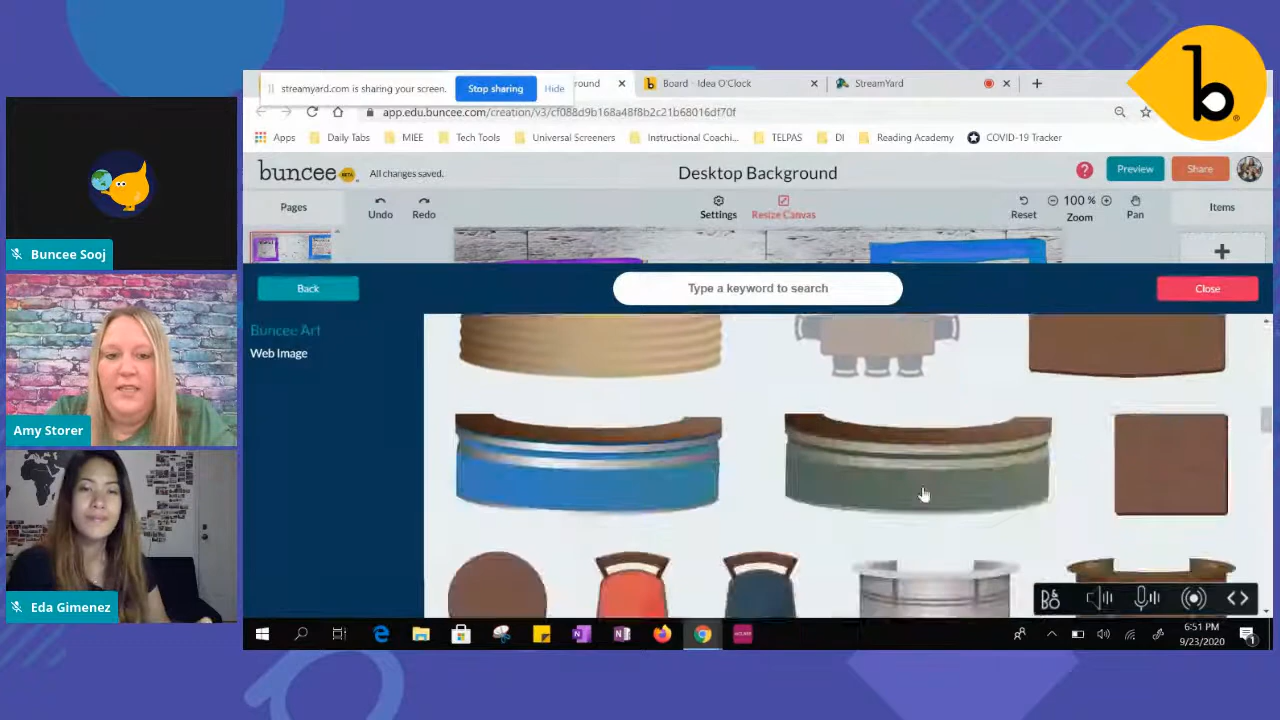 b
streamyard.com is sharing your screen.
Stop sharing
Hide
round
Board - Idea O'Clock
StreamYard
app.edu.buncee.com/creation/v3/cf088d9b168a48f8b2c21b68016df70f
Apps
Daily Tabs
MIEE
Tech Tools
Universal Screeners
Instructional Coachi...
TELPAS
DI
Reading Academy
COVID-19 Tracker
buncee
BETA
All changes saved.
Desktop Background
Preview
Share
Pages
Undo
Redo
Settings
Resize Canvas
Reset
100 %
Zoom
Pan
Items
Back
Type a keyword to search
Close
Buncee Art
Web Image
Buncee Sooj
Amy Storer
Eda Gimenez
6:51 PM
9/23/2020
1